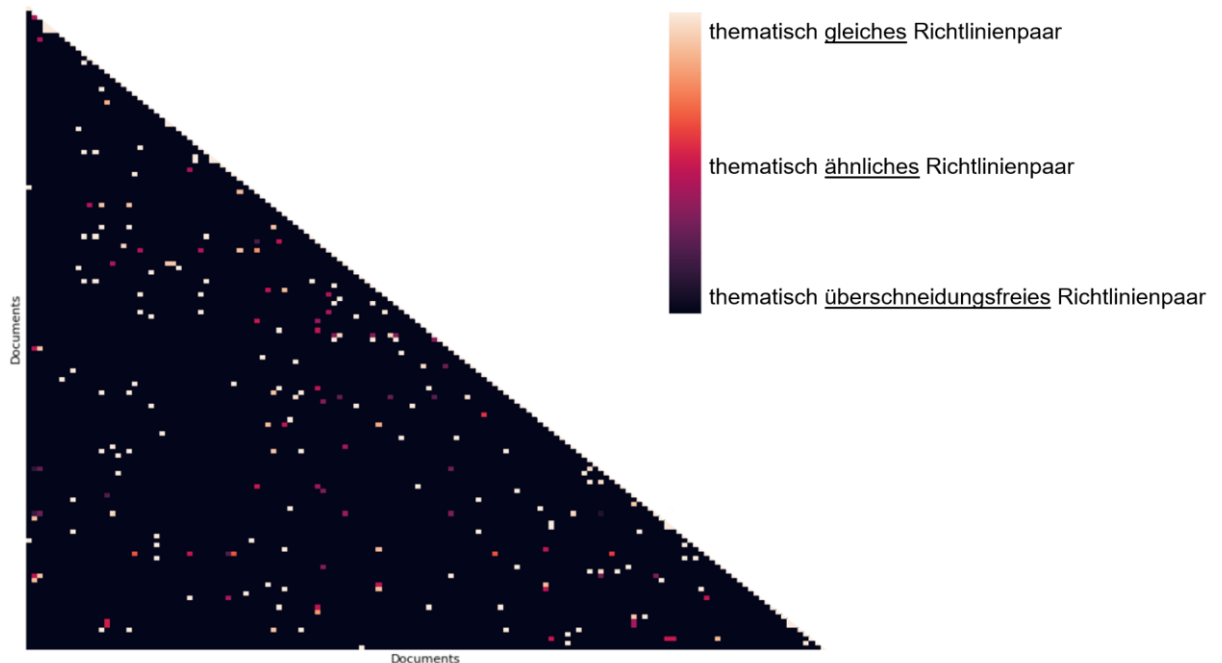 thematisch gleiches Richtlinienpaar
thematisch ähnliches Richtlinienpaar
thematisch überschneidungsfreies Richtlinienpaar
Documents
Documents